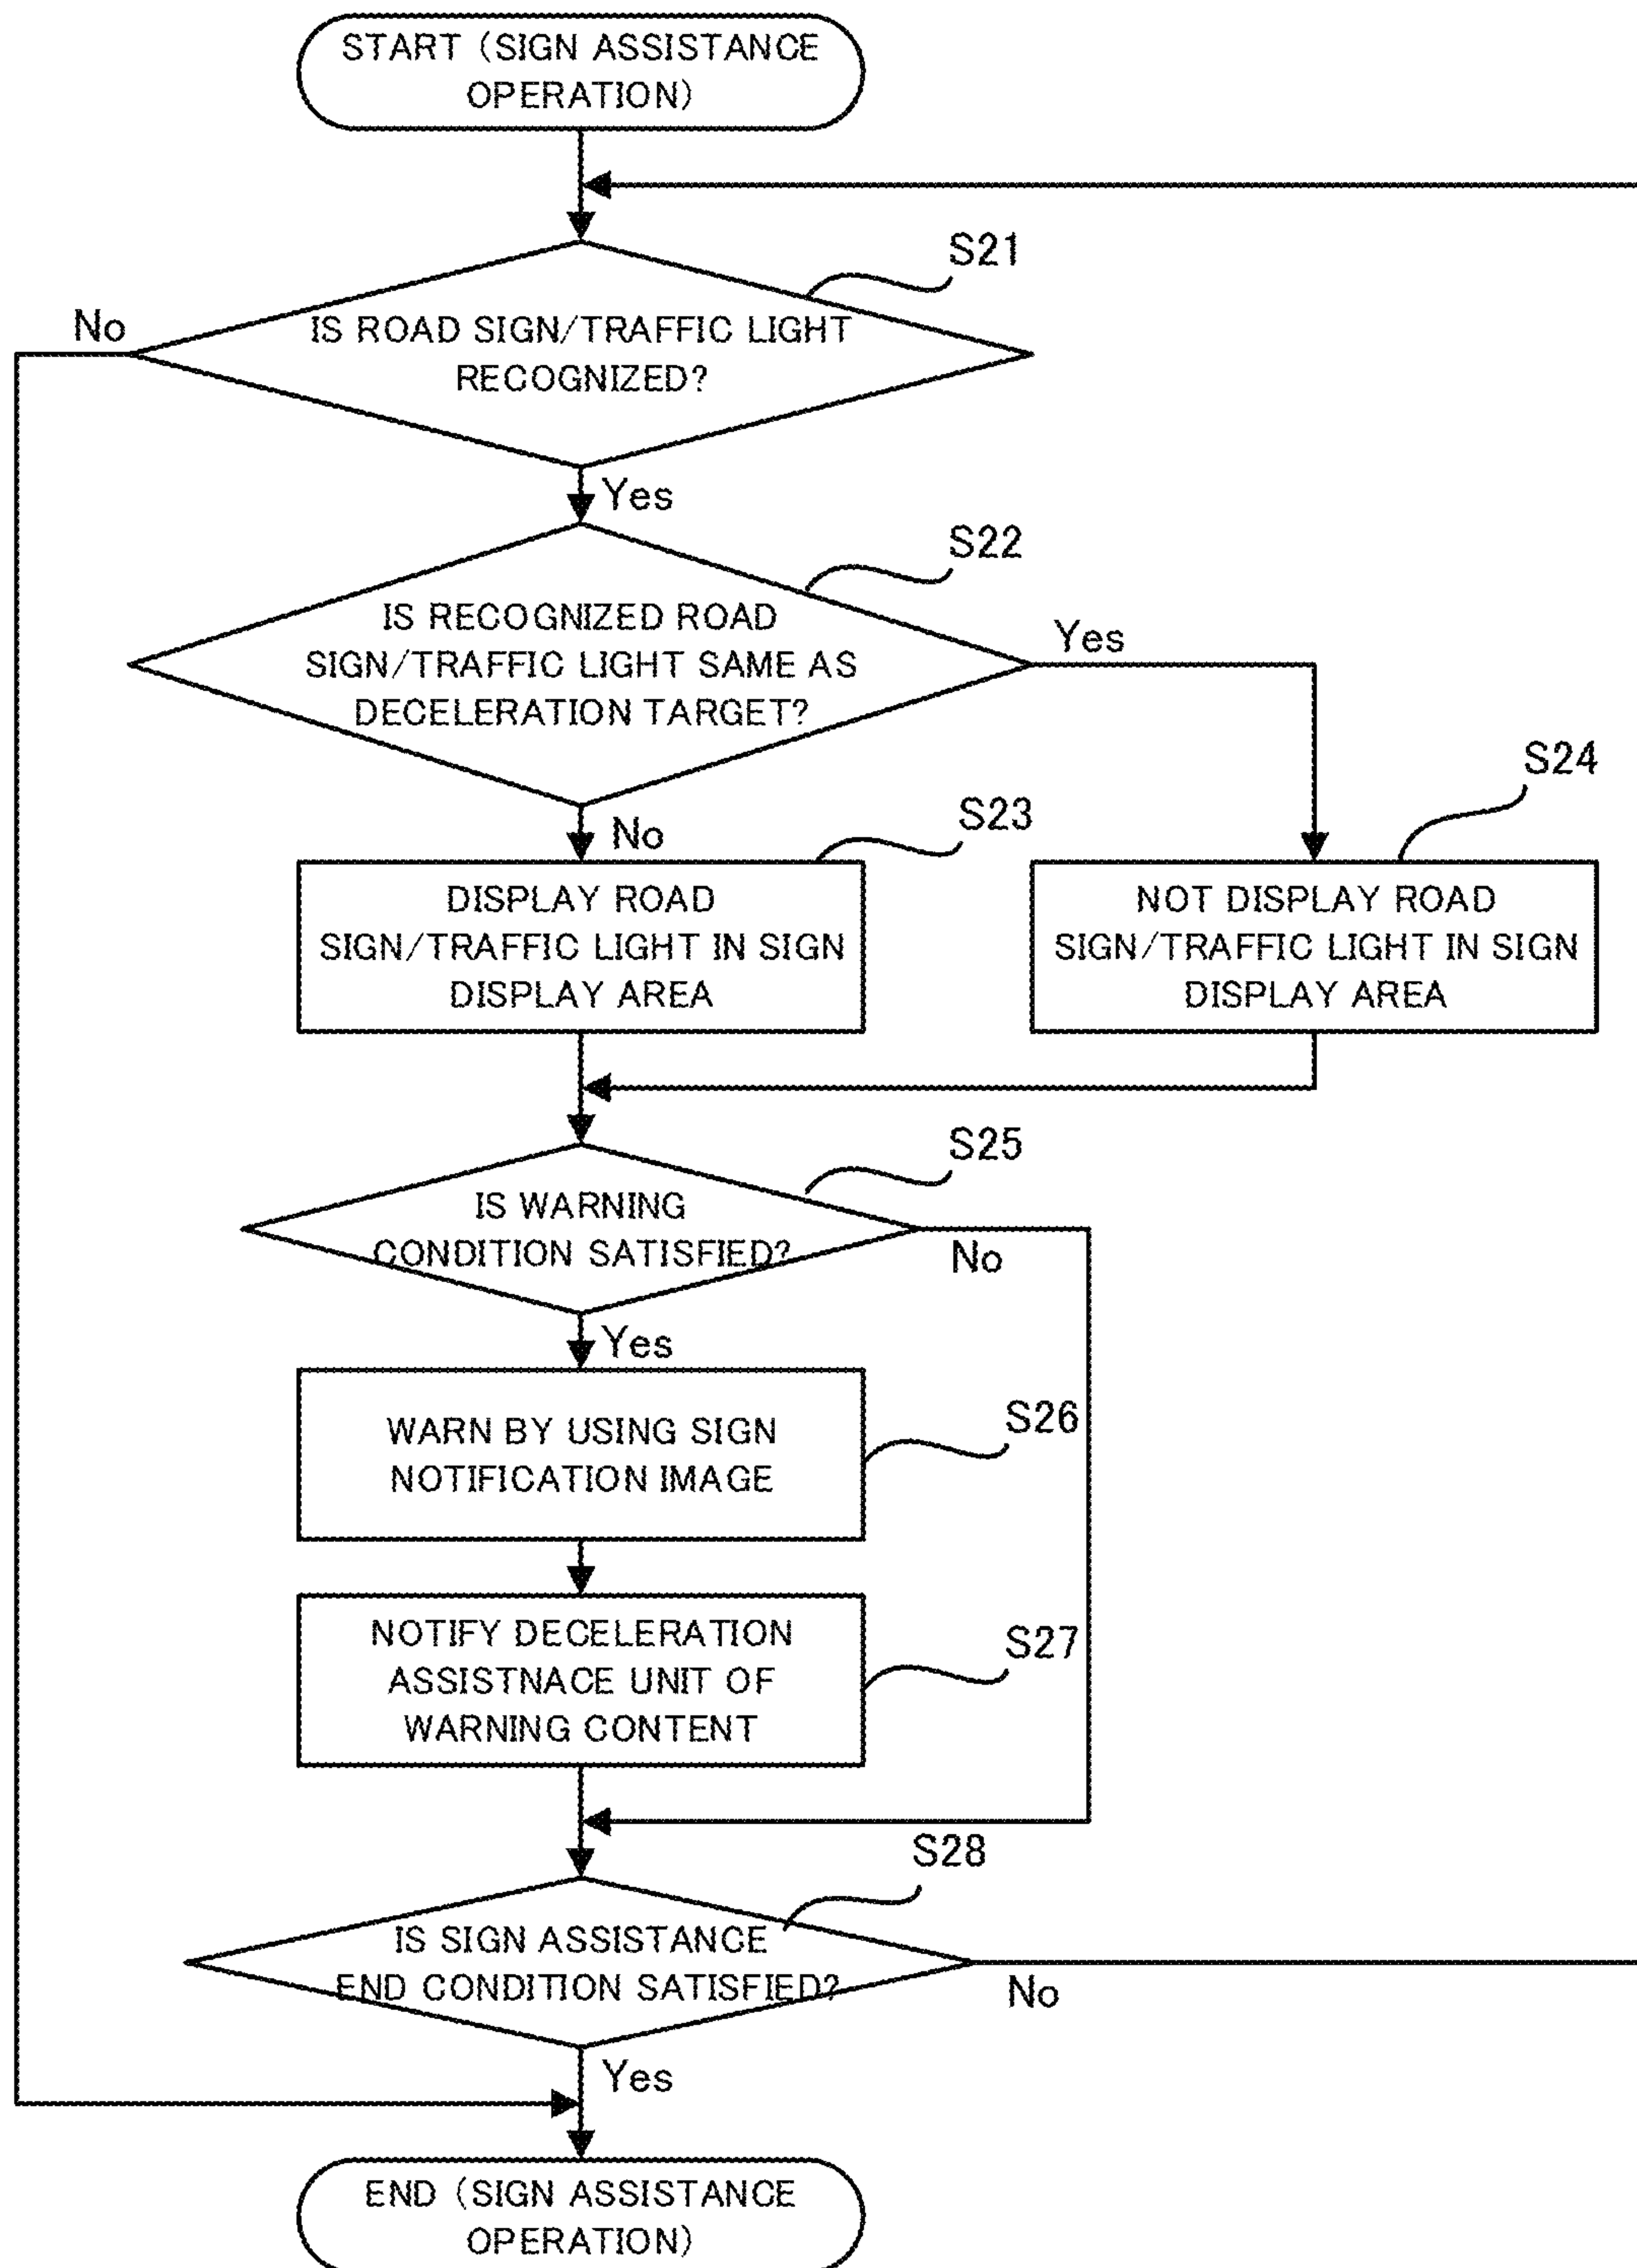 START (SIGN ASSISTANCE
OPERATION)
S21
No
IS ROAD SIGN/TRAFFIC LIGHT
RECOGNIZED?
Yes
S22
IS RECOGNIZED ROAD
SIGN/TRAFFIC LIGHT SAME AS
DECELERATION TARGET?
Yes
S24
No
S23
DISPLAY ROAD
SIGN/TRAFFIC LIGHT IN SIGN
DISPLAY AREA
NOT DISPLAY ROAD
SIGN/TRAFFIC LIGHT IN SIGN
DISPLAY AREA
S25
IS WARNING
CONDITION SATISFIED?
No
Yes
WARN BY USING SIGN
NOTIFICATION IMAGE
S26
NOTIFY DECELERATION
ASSISTNACE UNIT OF
WARNING CONTENT
S27
S28
IS SIGN ASSISTANCE
END CONDITION SATISFIED?
No
Yes
END (SIGN ASSISTANCE
OPERATION)